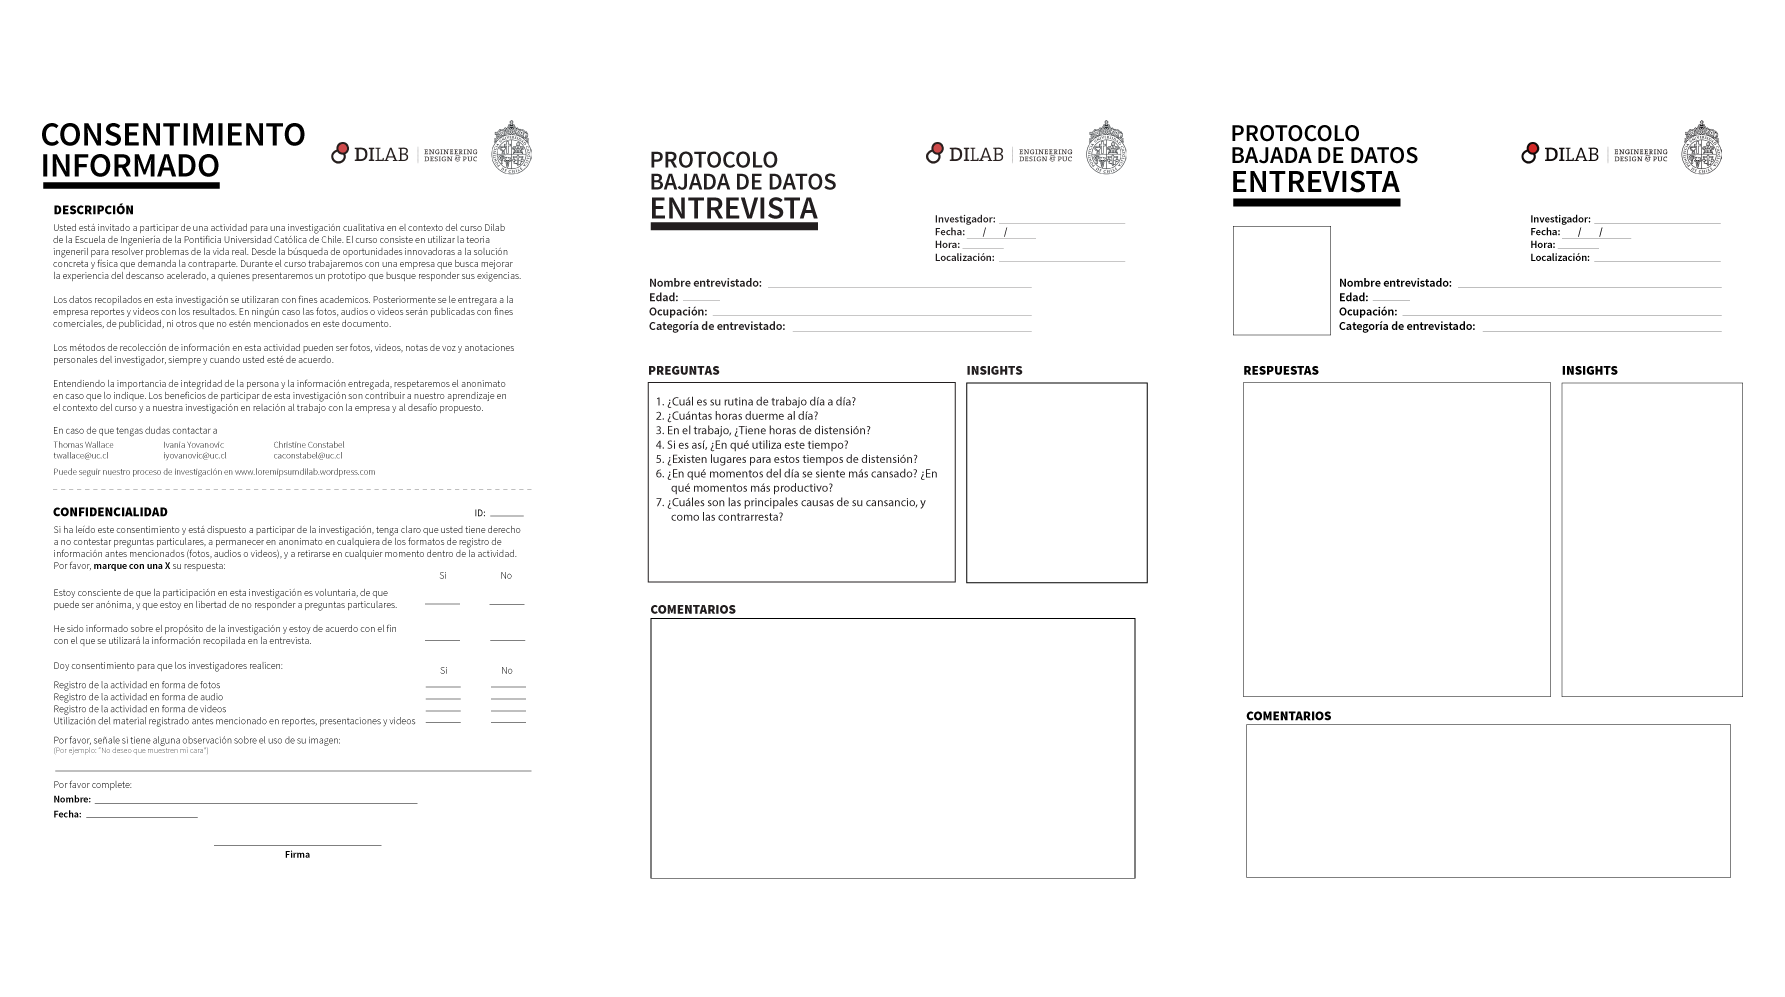 CONSENTIMIENTO
INFORMADO
DILAB
ENGINEERING
DESIGN @ PUC
DESCRIPCIÓN
Usted está invitado a participar de una actividad para una investigación cualitativa en el contexto del curso Dilab
de la Escuela de Ingeniería de la Pontificia Universidad Católica de Chile. El curso consiste en utilizar la teoría
ingeneril para resolver problemas de la vida real. Desde la búsqueda de oportunidades innovadoras a la solución
concreta y física que demanda la contraparte. Durante el curso trabajaremos con una empresa que busca mejorar
la experiencia del descanso acelerado, a quienes presentaremos un prototipo que busque responder sus exigencias.
Los datos recopilados en esta investigación se utilizaran con fines academicos. Posteriormente se le entregara a la
empresa reportes y videos con los resultados. En ningún caso las fotos, audios o videos serán publicadas con fines
comerciales, de publicidad, ni otros que no estén mencionados en este documento.
Los métodos de recolección de información en esta actividad pueden ser fotos, videos, notas de voz y anotaciones
personales del investigador, siempre y cuando usted esté de acuerdo.
Entendiendo la importancia de integridad de la persona y la información entregada, respetaremos el anonimato
en caso que lo indique. Los beneficios de participar de esta investigación son contribuir a nuestro aprendizaje en
el contexto del curso y a nuestra investigación en relación al trabajo con la empresa y al desafío propuesto.
En caso de que tengas dudas contactar a
Thomas Wallace Ivania Yovanovic Christine Constabel
twallace@uc.cl iyovanovic@uc.cl caconstabel@uc.cl
Puede seguir nuestro proceso de investigación en www.loremipsumdilab.wordpress.com
CONFIDENCIALIDAD ID:
Si ha leído este consentimiento y está dispuesto a participar de la investigación, tenga claro que usted tiene derecho
a no contestar preguntas particulares, a permanecer en anonimato en cualquiera de los formatos de registro de
información antes mencionados (fotos, audios o videos), y a retirarse en cualquier momento dentro de la actividad.
Por favor, marque con una X su respuesta:
Si No
Estoy consciente de que la participación en esta investigación es voluntaria, de que
puede ser anónima, y que estoy en libertad de no responder a preguntas particulares.
He sido informado sobre el propósito de la investigación y estoy de acuerdo con el fin
con el que se utilizará la información recopilada en la entrevista.
Doy consentimiento para que los investigadores realicen:
Si No
Registro de la actividad en forma de fotos
Registro de la actividad en forma de audio
Registro de la actividad en forma de videos
Utilización del material registrado antes mencionado en reportes, presentaciones y videos
Por favor, señale si tiene alguna observación sobre el uso de su imagen:
(Por ejemplo: "No deseo que muestren mi cara")
Por favor complete:
Nombre:
Fecha:
Firma
PROTOCOLO
BAJADA DE DATOS
ENTREVISTA
DILAB
ENGINEERING
DESIGN @ PUC
Investigador:
Fecha: / /
Hora:
Localización:
Nombre entrevistado:
Edad:
Ocupación:
Categoría de entrevistado:
PREGUNTAS
1. ¿Cuál es su rutina de trabajo día a día?
2. ¿Cuántas horas duerme al día?
3. En el trabajo, ¿Tiene horas de distensión?
4. Si es así, ¿En qué utiliza este tiempo?
5. ¿Existen lugares para estos tiempos de distensión?
6. ¿En qué momentos del día se siente más cansado? ¿En
qué momentos más productivo?
7. ¿Cuáles son las principales causas de su cansancio, y
como las contrarresta?
INSIGHTS
COMENTARIOS
PROTOCOLO
BAJADA DE DATOS
ENTREVISTA
DILAB
ENGINEERING
DESIGN @ PUC
Investigador:
Fecha: / /
Hora:
Localización:
Nombre entrevistado:
Edad:
Ocupación:
Categoría de entrevistado:
RESPUESTAS
INSIGHTS
COMENTARIOS